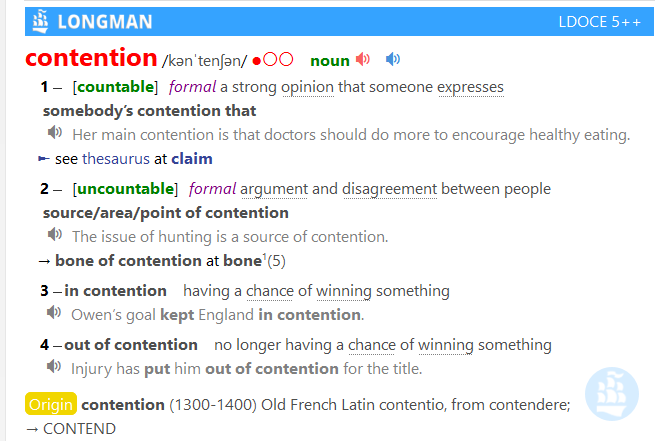 LONGMAN LDOCE 5++
contention /kənˈtenʃən/ ●○○ noun
1 – [countable] formal a strong opinion that someone expresses
somebody’s contention that
Her main contention is that doctors should do more to encourage healthy eating.
► see thesaurus at claim
2 – [uncountable] formal argument and disagreement between people
source/area/point of contention
The issue of hunting is a source of contention.
→ bone of contention at bone¹(5)
3 – in contention having a chance of winning something
Owen’s goal kept England in contention.
4 – out of contention no longer having a chance of winning something
Injury has put him out of contention for the title.
Origin contention (1300-1400) Old French Latin contentio, from contendere;
→ CONTEND